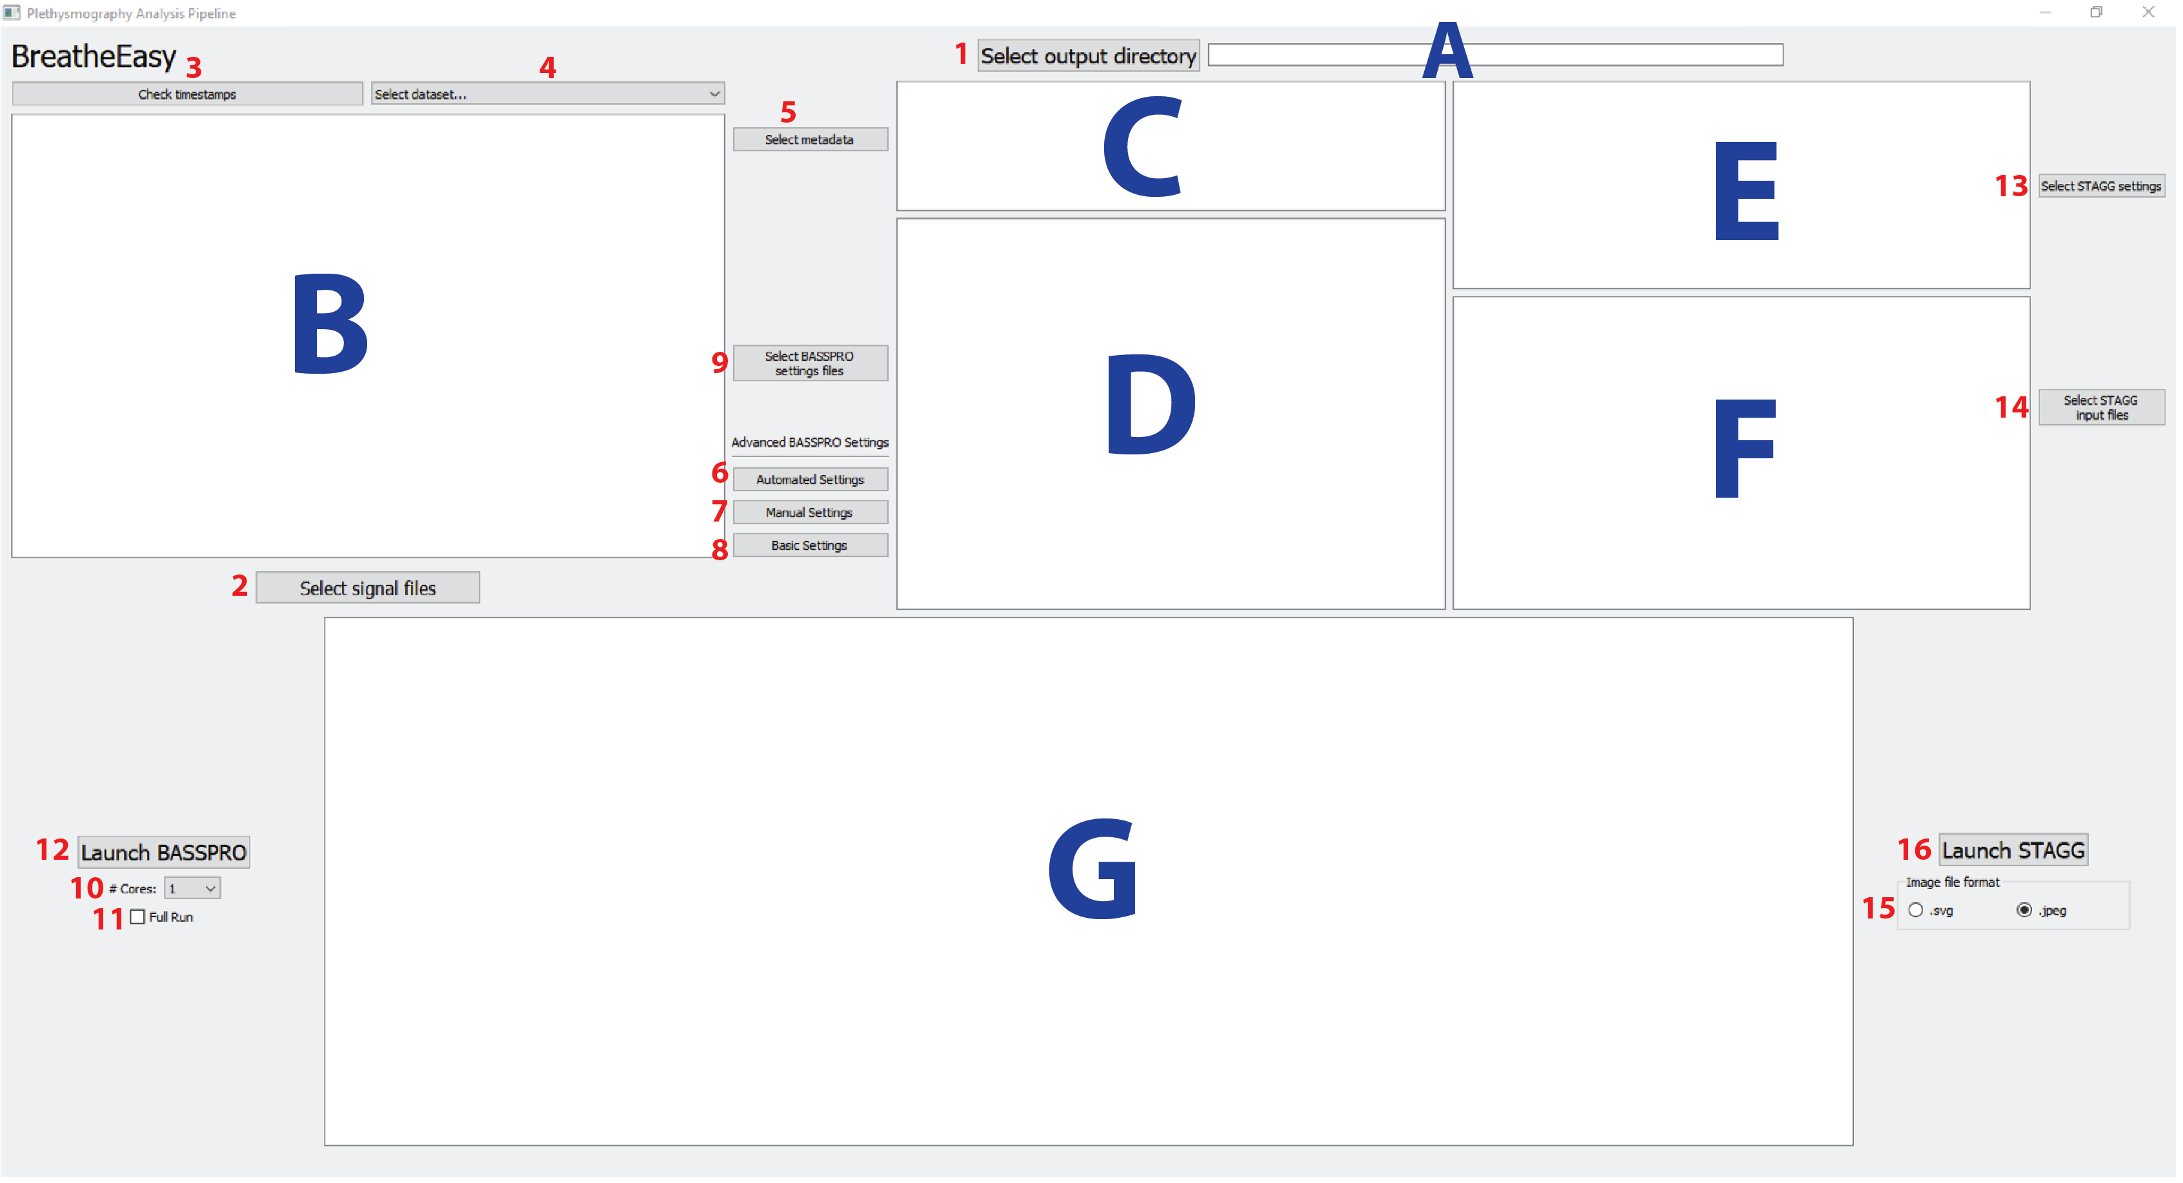 Plethysmography Analysis Pipeline
BreatheEasy
3
4
1 Select output directory
A
Check timestamps
Select dataset...
5
Select metadata
B
C
D
E
F
13 Select STAGG settings
9 Select BASSPRO
settings files
14 Select STAGG
input files
Advanced BASSPRO Settings
6 Automated Settings
7 Manual Settings
8 Basic Settings
2 Select signal files
G
12 Launch BASSPRO
10 # Cores: 1
11 Full Run
16 Launch STAGG
Image file format
15 .svg .jpeg